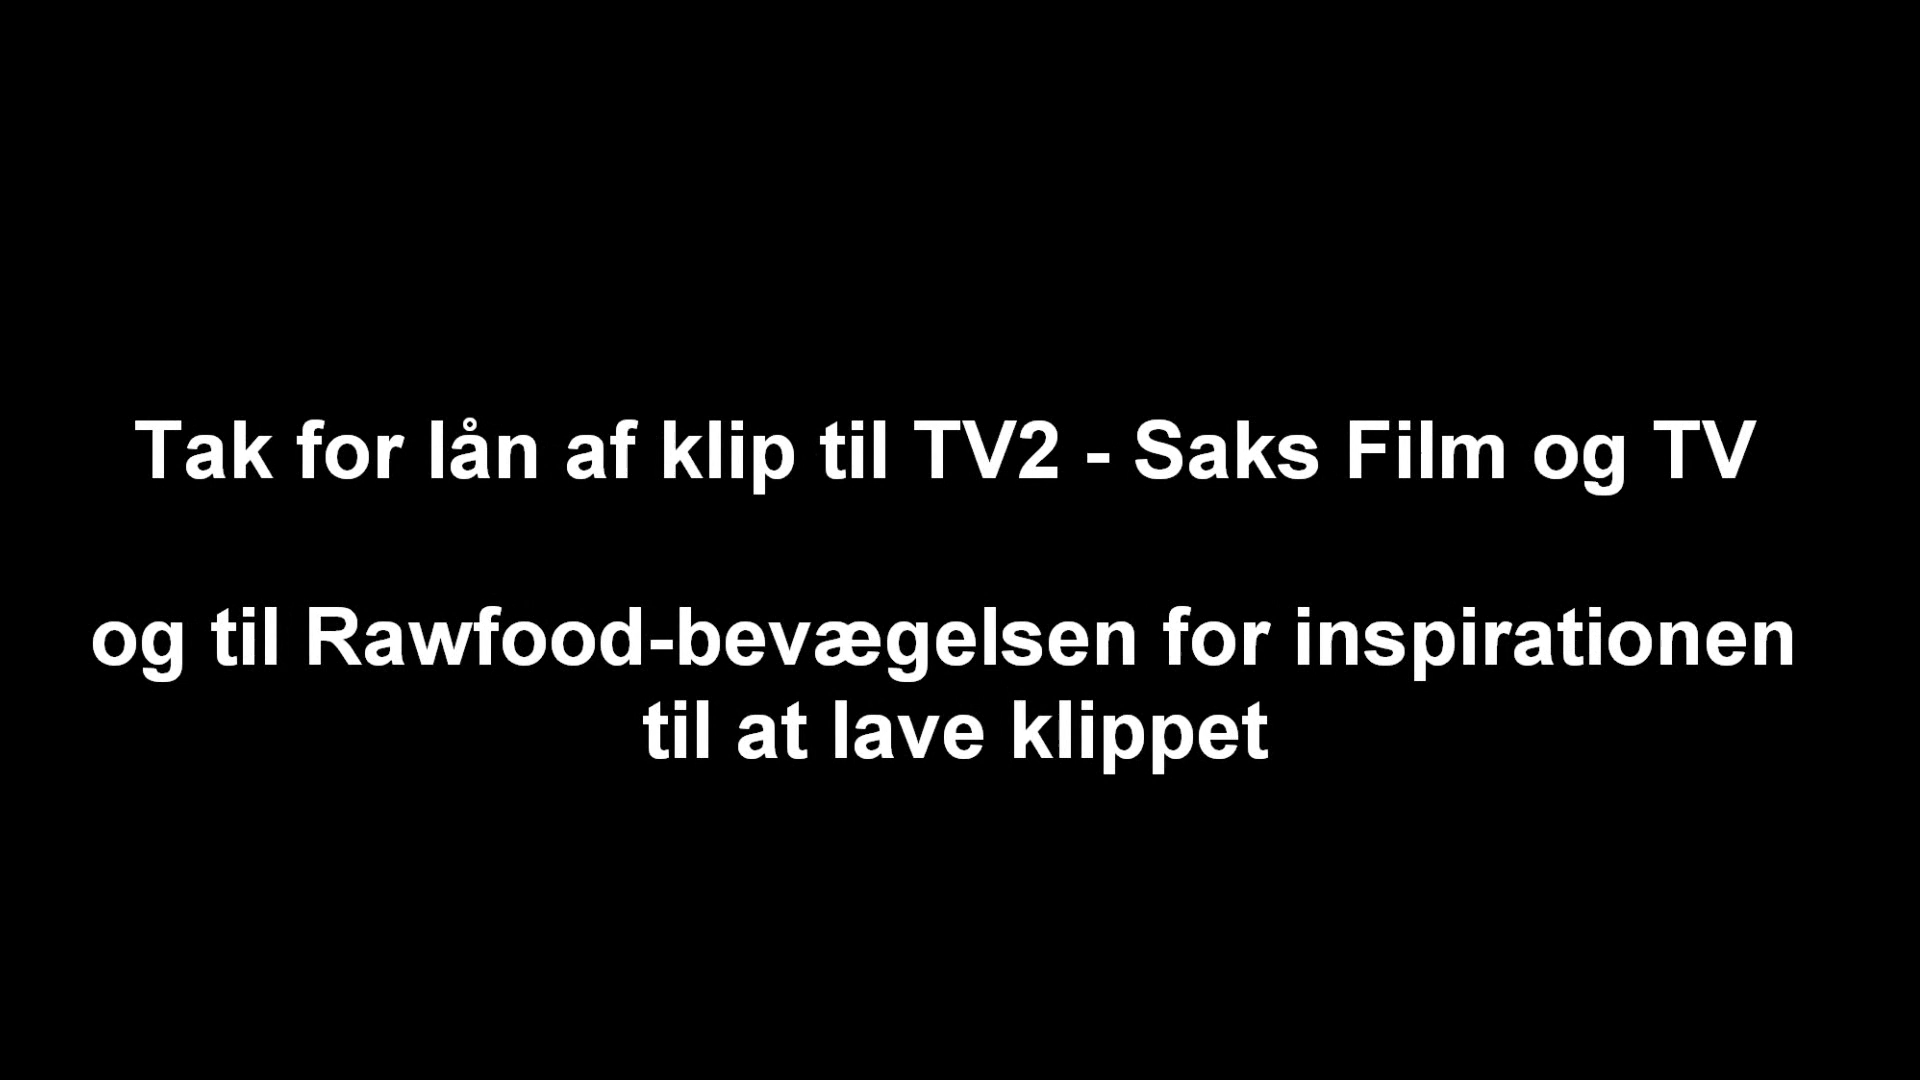 Tak for lån af klip til TV2 - Saks Film og TV
og til Rawfood-bevægelsen for inspirationen
til at lave klippet